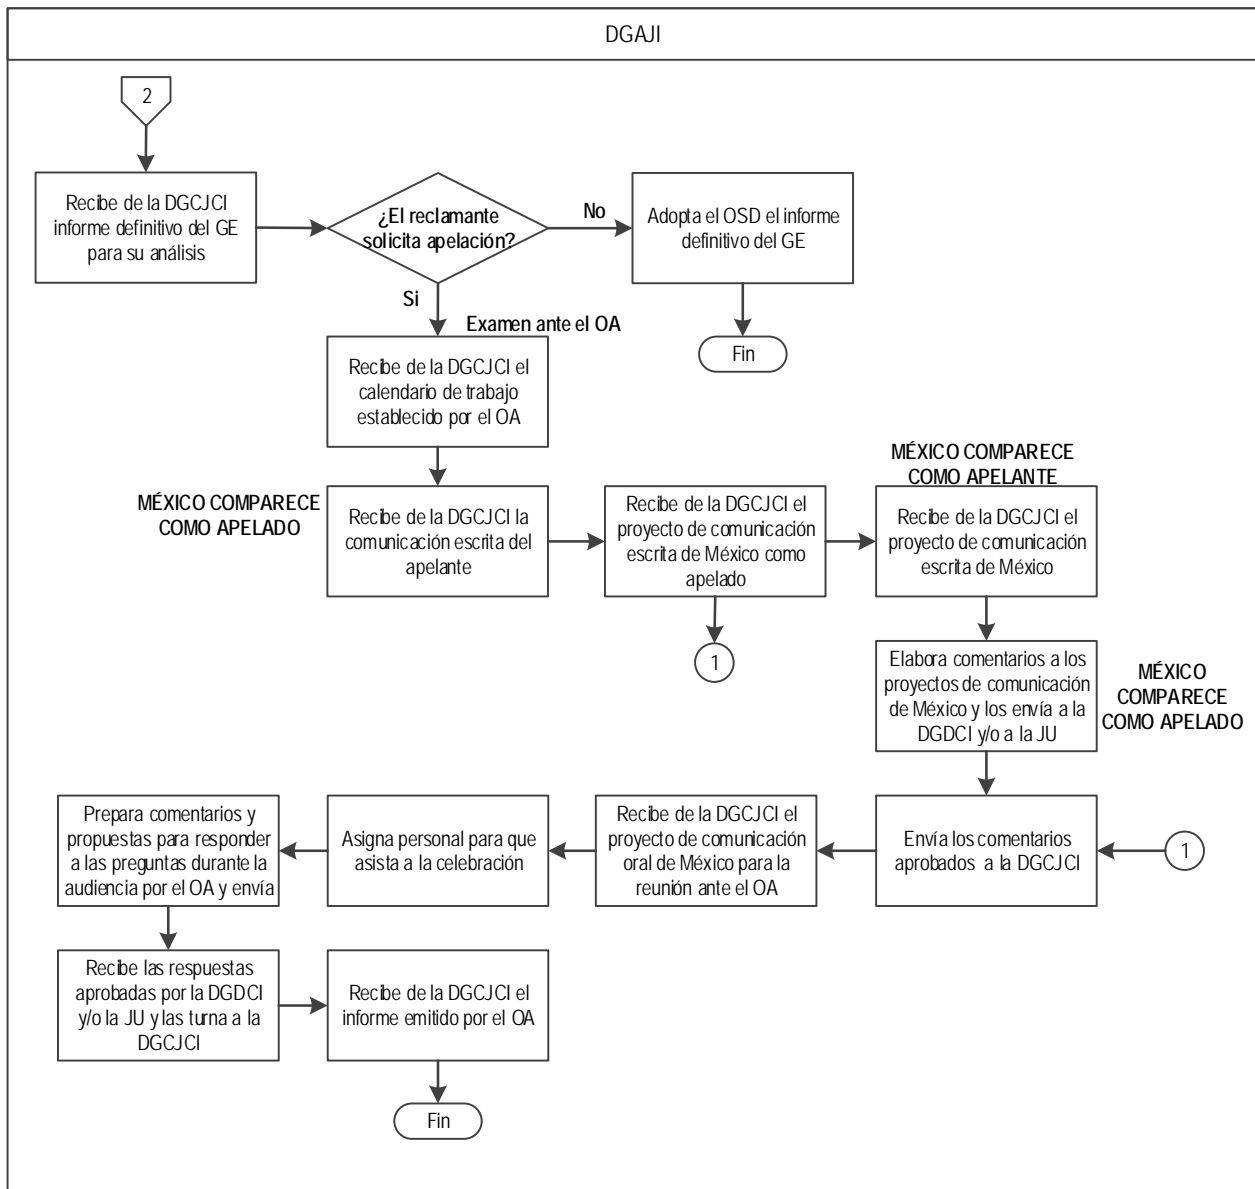 DGAJI
2
Recibe de la DGCJCI
informe definitivo del GE
para su análisis
¿El reclamante
solicita apelación?
No
Adopta el OSD el informe
definitivo del GE
Si
Fin
Examen ante el OA
Recibe de la DGCJCI el
calendario de trabajo
establecido por el OA
MÉXICO COMPARECE
COMO APELADO
Recibe de la DGCJCI la
comunicación escrita del
apelante
Recibe de la DGCJCI el
proyecto de comunicación
escrita de México como
apelado
MÉXICO COMPARECE
COMO APELANTE
Recibe de la DGCJCI el
proyecto de comunicación
escrita de México
1
Elabora comentarios a los
proyectos de comunicación
de México y los envía a la
DGDCI y/o a la JU
MÉXICO
COMPARECE
COMO APELADO
Prepara comentarios y
propuestas para responder
a las preguntas durante la
audiencia por el OA y envía
Asigna personal para que
asista a la celebración
Recibe de la DGCJCI el
proyecto de comunicación
oral de México para la
reunión ante el OA
Envía los comentarios
aprobados a la DGCJCI
1
Recibe las respuestas
aprobadas por la DGDCI
y/o la JU y las turna a la
DGCJCI
Recibe de la DGCJCI el
informe emitido por el OA
Fin